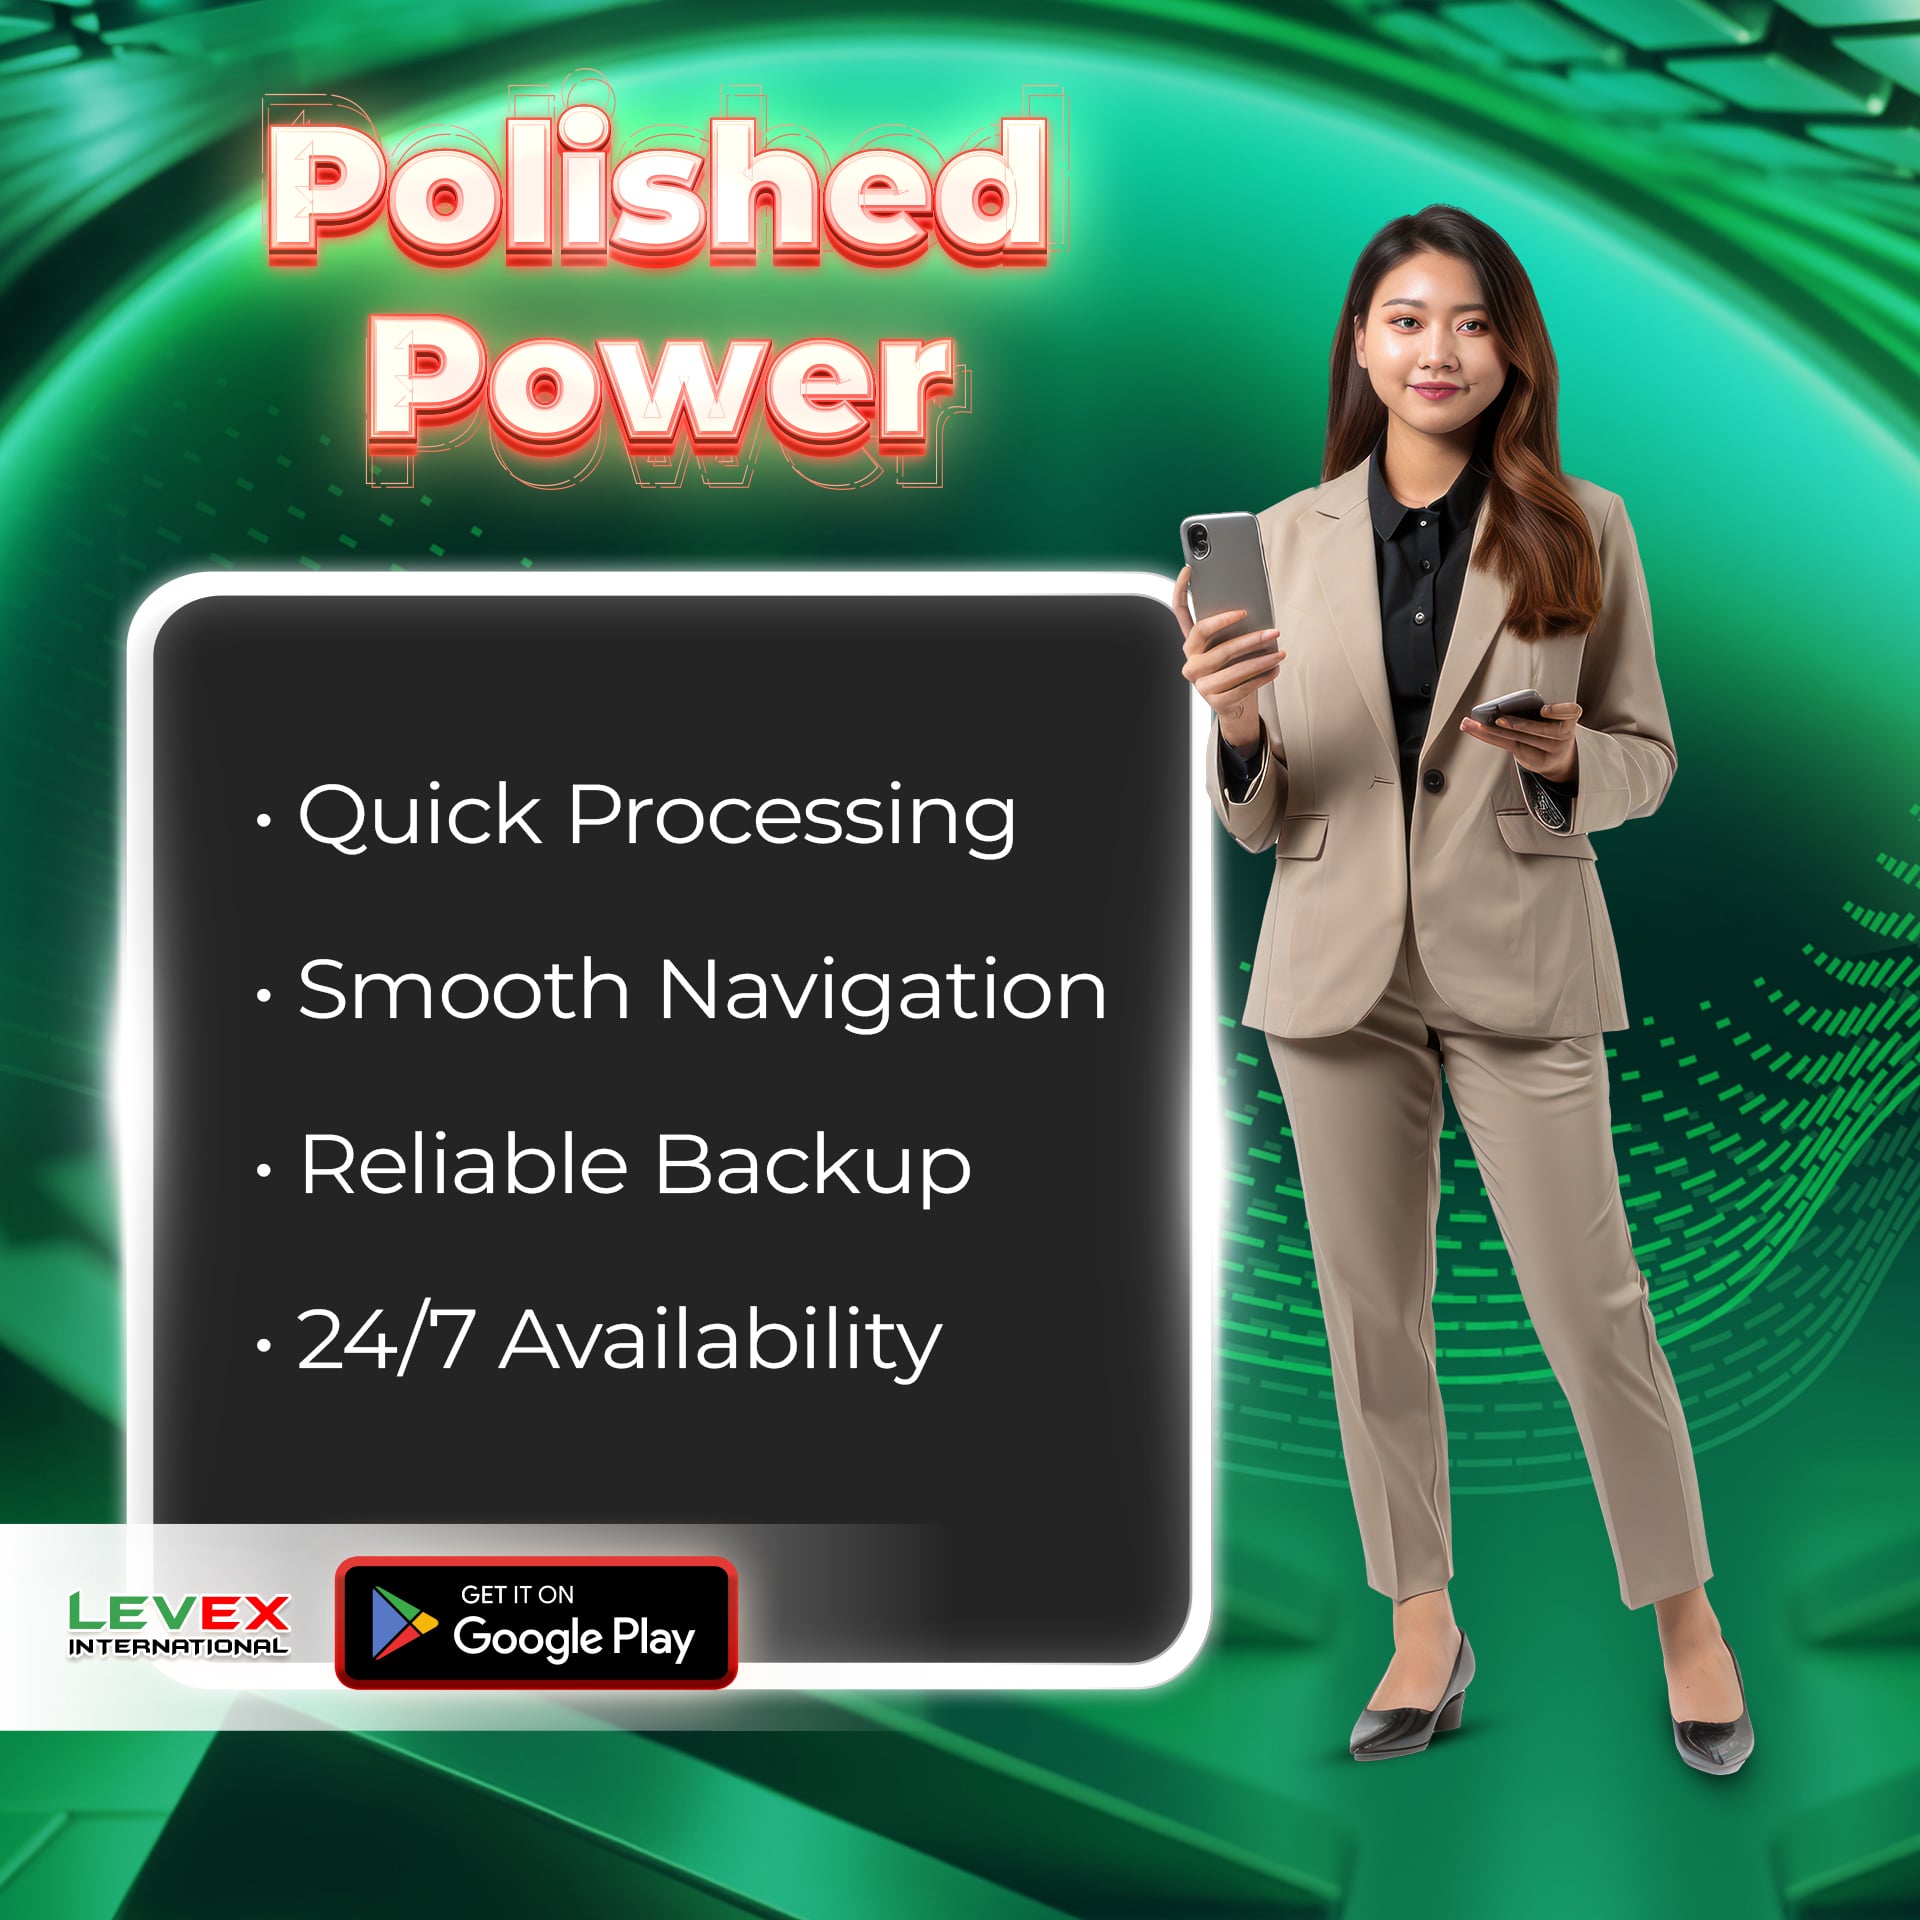 Polished
Power
• Quick Processing
• Smooth Navigation
• Reliable Backup
• 24/7 Availability
LEVEX
INTERNATIONAL
GET IT ON
Google Play